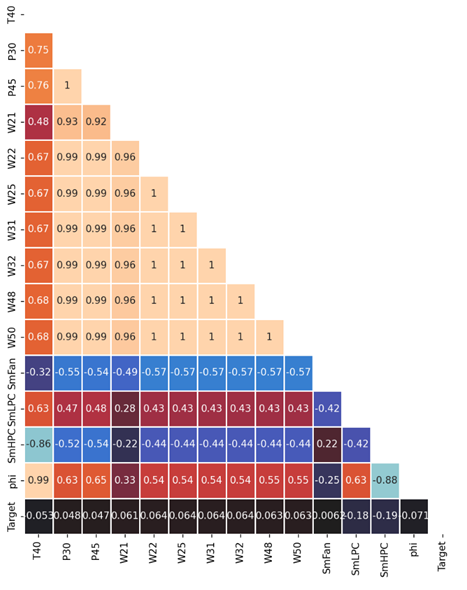 T40
P30 0.75
P45 0.76 1
W21 0.48 0.93 0.92
W22 0.67 0.99 0.99 0.96
W25 0.67 0.99 0.99 0.96 1
W31 0.67 0.99 0.99 0.96 1 1
W32 0.67 0.99 0.99 0.96 1 1 1
W48 0.68 0.99 0.99 0.96 1 1 1 1
W50 0.68 0.99 0.99 0.96 1 1 1 1 1
SmFan -0.32 -0.55 -0.54 -0.49 -0.57 -0.57 -0.57 -0.57 -0.57 -0.57
SmLPC 0.63 0.47 0.48 0.28 0.43 0.43 0.43 0.43 0.43 0.43 -0.42
SmHPC -0.86 -0.52 -0.54 -0.22 -0.44 -0.44 -0.44 -0.44 -0.44 -0.44 0.22 -0.42
phi 0.99 0.63 0.65 0.33 0.54 0.54 0.54 0.54 0.55 0.55 -0.25 0.63 -0.88
Target -0.053 0.048 0.047 0.061 0.064 0.064 0.064 0.064 0.063 0.063 -0.18 -0.19 0.071
T40 P30 P45 W21 W22 W25 W31 W32 W48 W50 SmFan SmLPC SmHPC phi Target